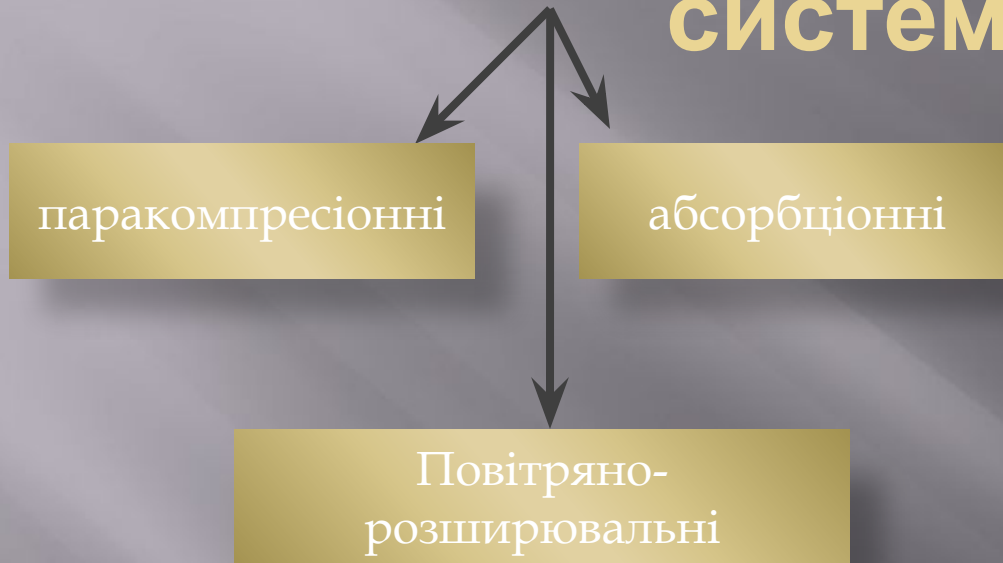 систем
паракомпресіонні
абсорбціонні
Повітряно-
розширювальні